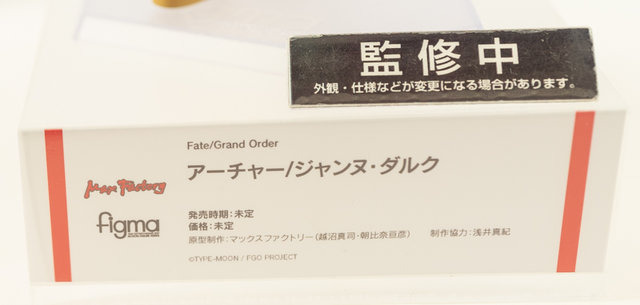 監修中
外観・仕様などが変更になる場合があります。
Fate/Grand Order
アーチャー/ジャンヌ・ダルク
Max Factory
figma
発売時期：未定
価格：未定
原型制作：マックスファクトリー（越沼真司・朝比奈亘彦） 制作協力：浅井真紀
©TYPE-MOON / FGO PROJECT